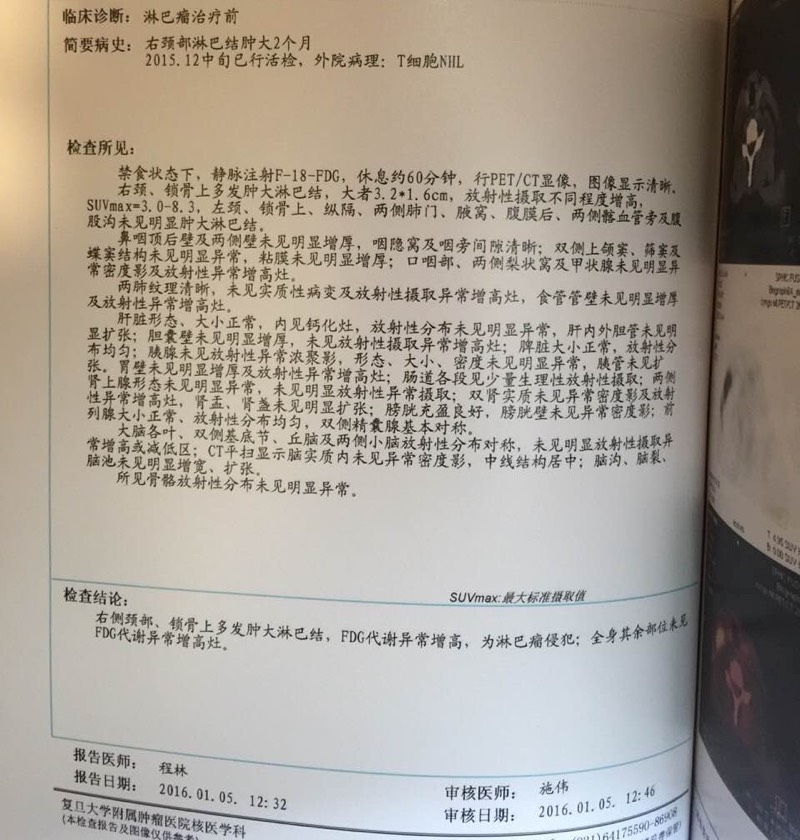 临床诊断：淋巴瘤治疗前
简要病史：右颈部淋巴结肿大2个月
2015.12中旬已行活检，外院病理：T细胞NHL
检查所见：
禁食状态下，静脉注射F-18-FDG，休息约60分钟，行PET/CT显像，图像显示清晰。
右颈、锁骨上多发肿大淋巴结，大者3.2*1.6cm，放射性摄取不同程度增高，
SUVmax=3.0-8.3，左颈、锁骨上、纵隔、两侧肺门、腋窝、腹膜后、两侧髂血管旁及腹
股沟未见明显肿大淋巴结。
鼻咽顶后壁及两侧壁未见明显增厚，咽隐窝及咽旁间隙清晰；双侧上颌窦、筛窦及
蝶窦结构未见明显异常，粘膜未见明显增厚；口咽部、两侧梨状窝及甲状腺未见明显异
常密度影及放射性异常增高灶。
两肺纹理清晰，未见实质性病变及放射性摄取异常增高灶，食管管壁未见明显增厚
及放射性异常增高灶。
肝脏形态、大小正常，内见钙化灶，放射性分布未见明显异常，肝内外胆管未见明
显扩张；胆囊壁未见明显增厚，未见放射性摄取异常增高灶；脾脏大小正常，放射性分
布均匀；胰腺未见放射性异常浓聚影，形态、大小、密度未见明显异常，胰管未见扩
张。胃壁未见明显增厚及放射性异常增高灶；肠道各段见少量生理性放射性摄取；两侧
肾上腺形态未见明显异常，未见明显放射性异常摄取；双肾实质未见异常密度影及放射
性异常增高灶，肾盂、肾盏未见明显扩张；膀胱充盈良好，膀胱壁未见异常密度影；前
列腺大小正常、放射性分布均匀，双侧精囊腺基本对称。
大脑各叶、双侧基底节、丘脑及两侧小脑放射性分布对称，未见明显放射性摄取异
常增高或减低区；CT平扫显示脑实质内未见异常密度影，中线结构居中；脑沟、脑裂、
脑池未见明显增宽、扩张。
所见骨骼放射性分布未见明显异常。
SUVmax:最大标准摄取值
检查结论：
右侧颈部、锁骨上多发肿大淋巴结，FDG代谢异常增高，为淋巴瘤侵犯；全身其余部位未见
FDG代谢异常增高灶。
报告医师：程林
审核医师：施伟
报告日期：2016.01.05. 12:32
审核日期：2016.01.05. 12:46
复旦大学附属肿瘤医院核医学科
(本检查报告及图像仅供参考)
(021)64175590-86908